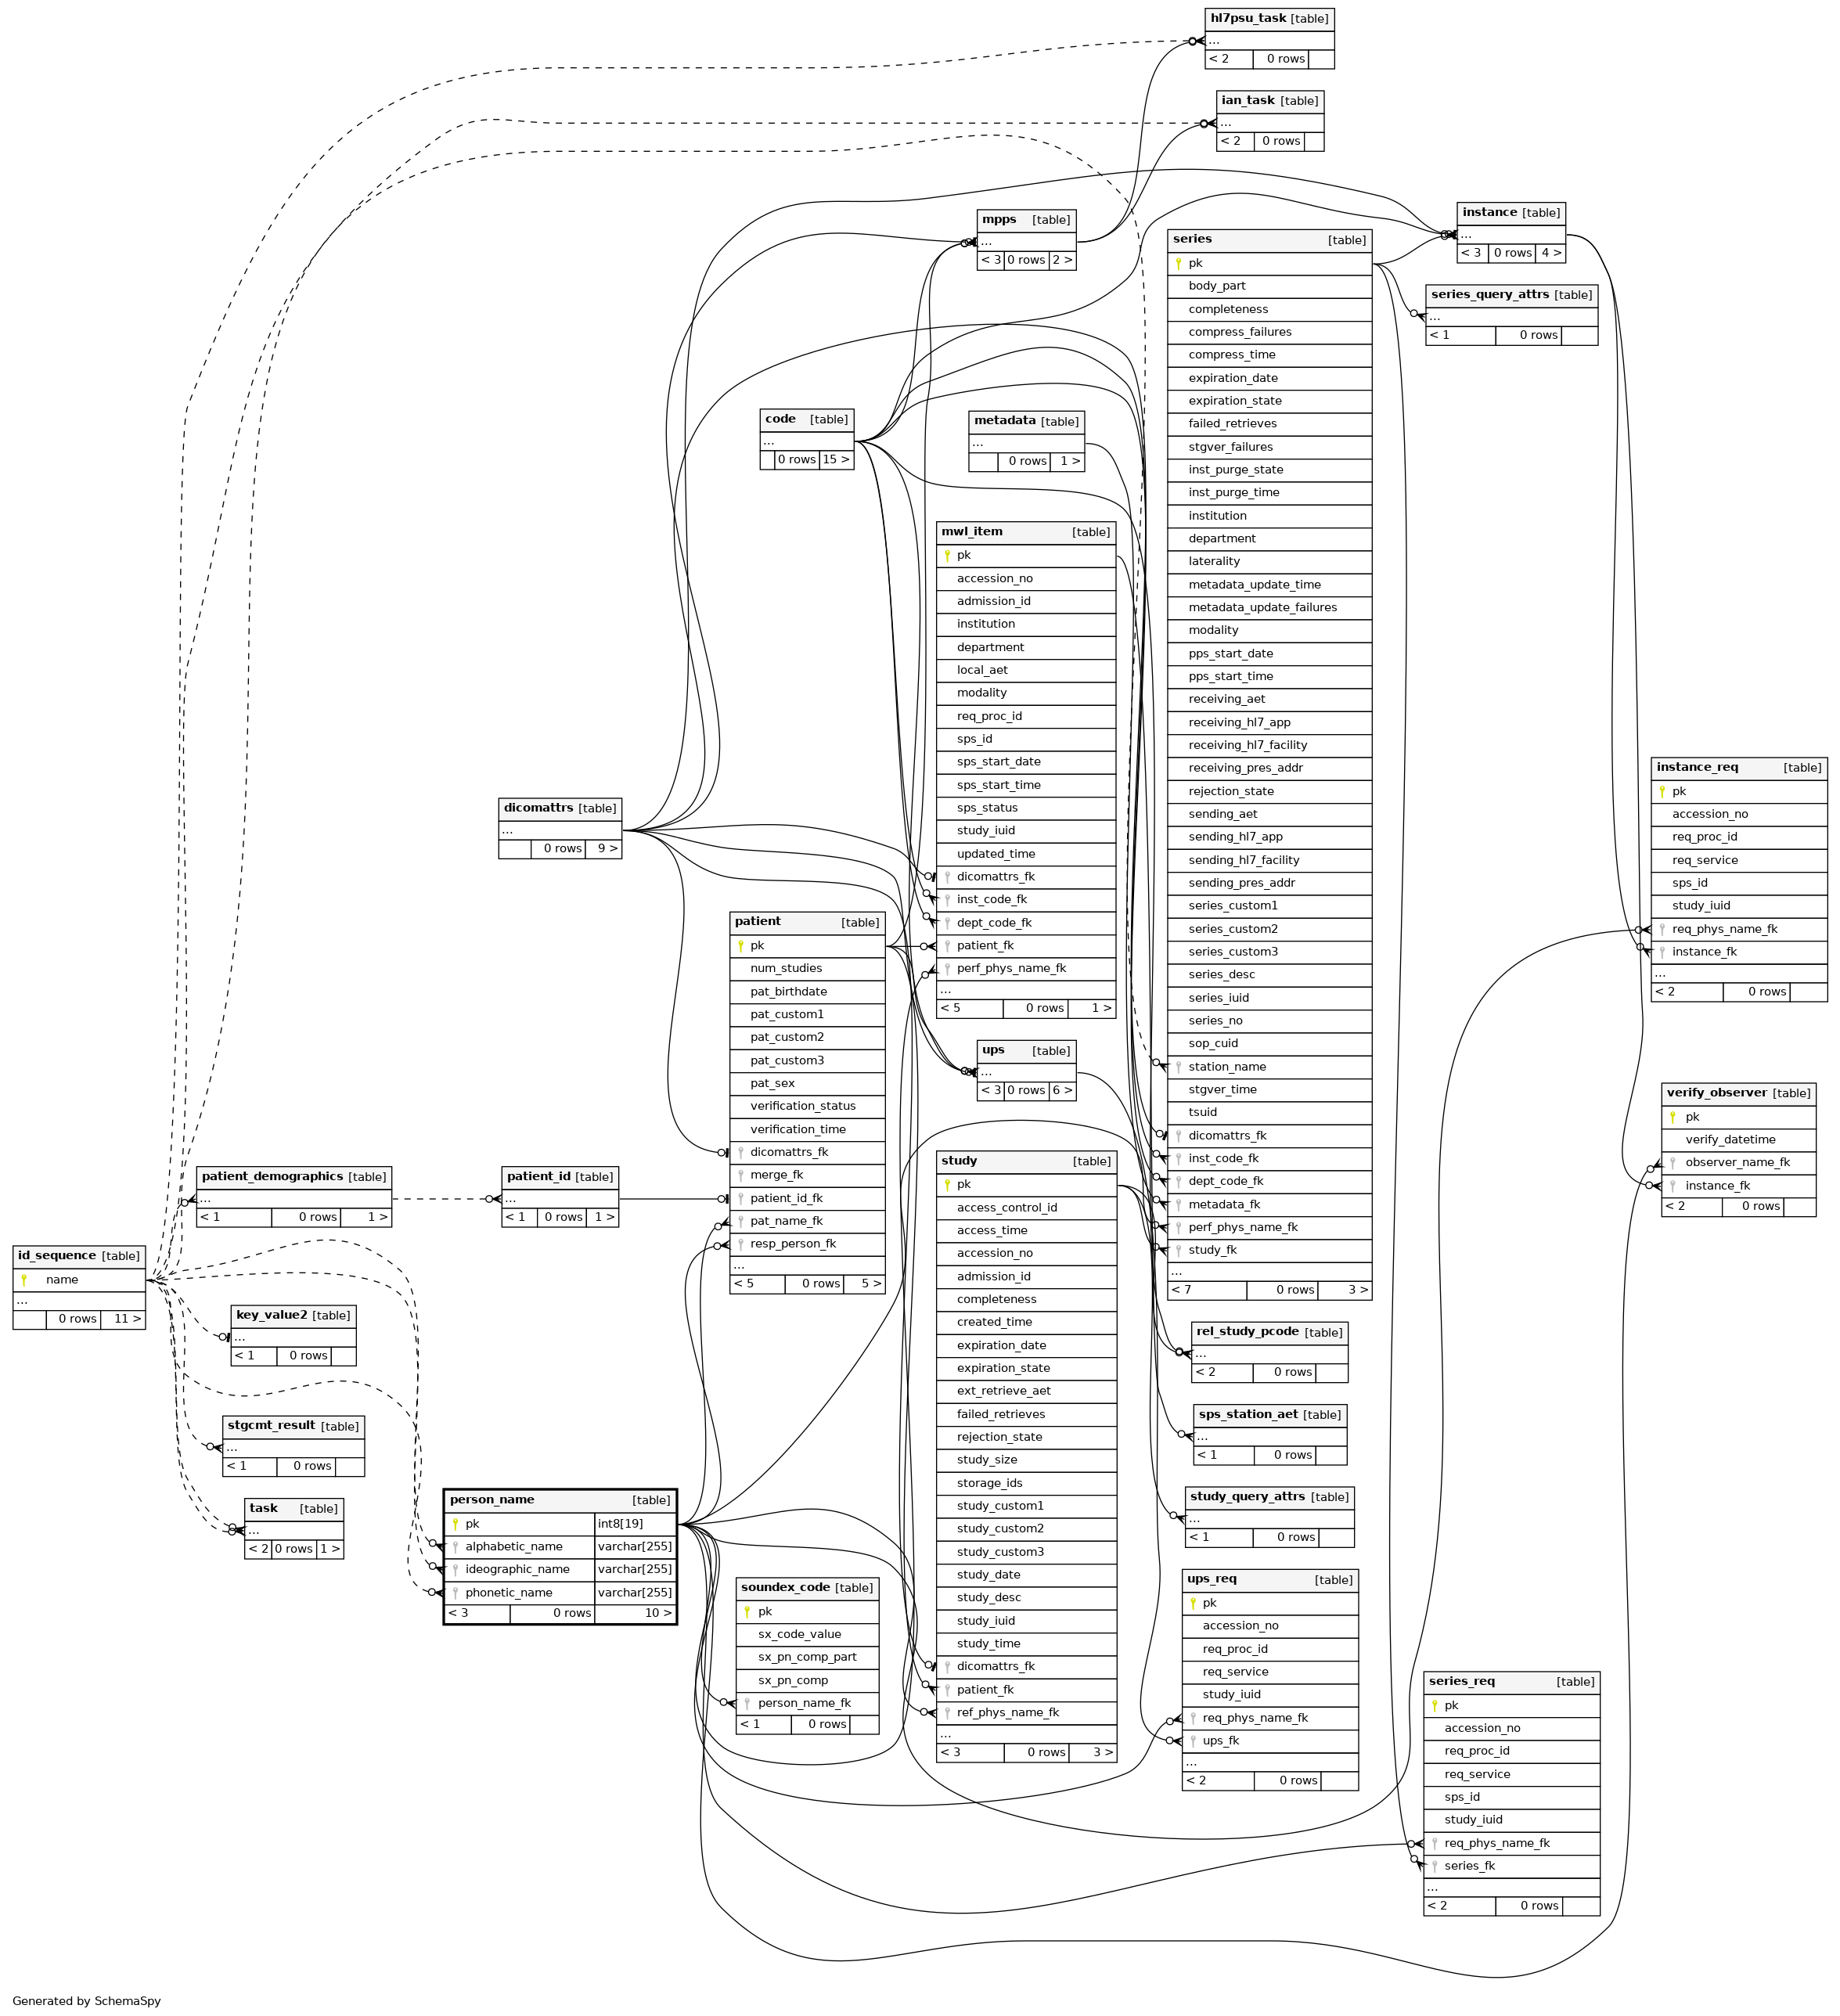 hl7psu_task [table]
...
< 2 0 rows
ian_task [table]
...
< 2 0 rows
mpps [table]
...
< 3 0 rows 2 >
instance [table]
...
< 3 0 rows 4 >
series [table]
pk
body_part
completeness
compress_failures
compress_time
expiration_date
expiration_state
failed_retrieves
stgver_failures
inst_purge_state
inst_purge_time
institution
department
laterality
metadata_update_time
metadata_update_failures
modality
pps_start_date
pps_start_time
receiving_aet
receiving_hl7_app
receiving_hl7_facility
receiving_pres_addr
rejection_state
sending_aet
sending_hl7_app
sending_hl7_facility
sending_pres_addr
series_custom1
series_custom2
series_custom3
series_desc
series_iuid
series_no
sop_cuid
station_name
stgver_time
tsuid
dicomattrs_fk
inst_code_fk
dept_code_fk
metadata_fk
perf_phys_name_fk
study_fk
...
< 7 0 rows 3 >
series_query_attrs [table]
...
< 1 0 rows
code [table]
...
0 rows 15 >
metadata [table]
...
0 rows 1 >
mwl_item [table]
pk
accession_no
admission_id
institution
department
local_aet
modality
req_proc_id
sps_id
sps_start_date
sps_start_time
sps_status
study_iuid
updated_time
dicomattrs_fk
inst_code_fk
dept_code_fk
patient_fk
perf_phys_name_fk
...
< 5 0 rows 1 >
instance_req [table]
pk
accession_no
req_proc_id
req_service
sps_id
study_iuid
req_phys_name_fk
instance_fk
...
< 2 0 rows
dicomattrs [table]
...
0 rows 9 >
patient [table]
pk
num_studies
pat_birthdate
pat_custom1
pat_custom2
pat_custom3
pat_sex
verification_status
verification_time
dicomattrs_fk
merge_fk
patient_id_fk
pat_name_fk
resp_person_fk
...
< 5 0 rows 5 >
ups [table]
...
< 3 0 rows 6 >
verify_observer [table]
pk
verify_datetime
observer_name_fk
instance_fk
< 2 0 rows
study [table]
pk
access_control_id
access_time
accession_no
admission_id
completeness
created_time
expiration_date
expiration_state
ext_retrieve_aet
failed_retrieves
rejection_state
study_size
storage_ids
study_custom1
study_custom2
study_custom3
study_date
study_desc
study_iuid
study_time
dicomattrs_fk
patient_fk
ref_phys_name_fk
...
< 3 0 rows 3 >
patient_demographics [table]
...
< 1 0 rows 1 >
patient_id [table]
...
< 1 0 rows 1 >
id_sequence [table]
name
...
0 rows 11 >
key_value2 [table]
...
< 1 0 rows
rel_study_pcode [table]
...
< 2 0 rows
sps_station_aet [table]
...
< 1 0 rows
stgcmt_result [table]
...
< 1 0 rows
study_query_attrs [table]
...
< 1 0 rows
task [table]
...
< 2 0 rows 1 >
person_name [table]
pk int8[19]
alphabetic_name varchar[255]
ideographic_name varchar[255]
phonetic_name varchar[255]
< 3 0 rows 10 >
soundex_code [table]
pk
sx_code_value
sx_pn_comp_part
sx_pn_comp
person_name_fk
< 1 0 rows
ups_req [table]
pk
accession_no
req_proc_id
req_service
study_iuid
req_phys_name_fk
ups_fk
...
< 2 0 rows
series_req [table]
pk
accession_no
req_proc_id
req_service
sps_id
study_iuid
req_phys_name_fk
series_fk
...
< 2 0 rows
Generated by SchemaSpy